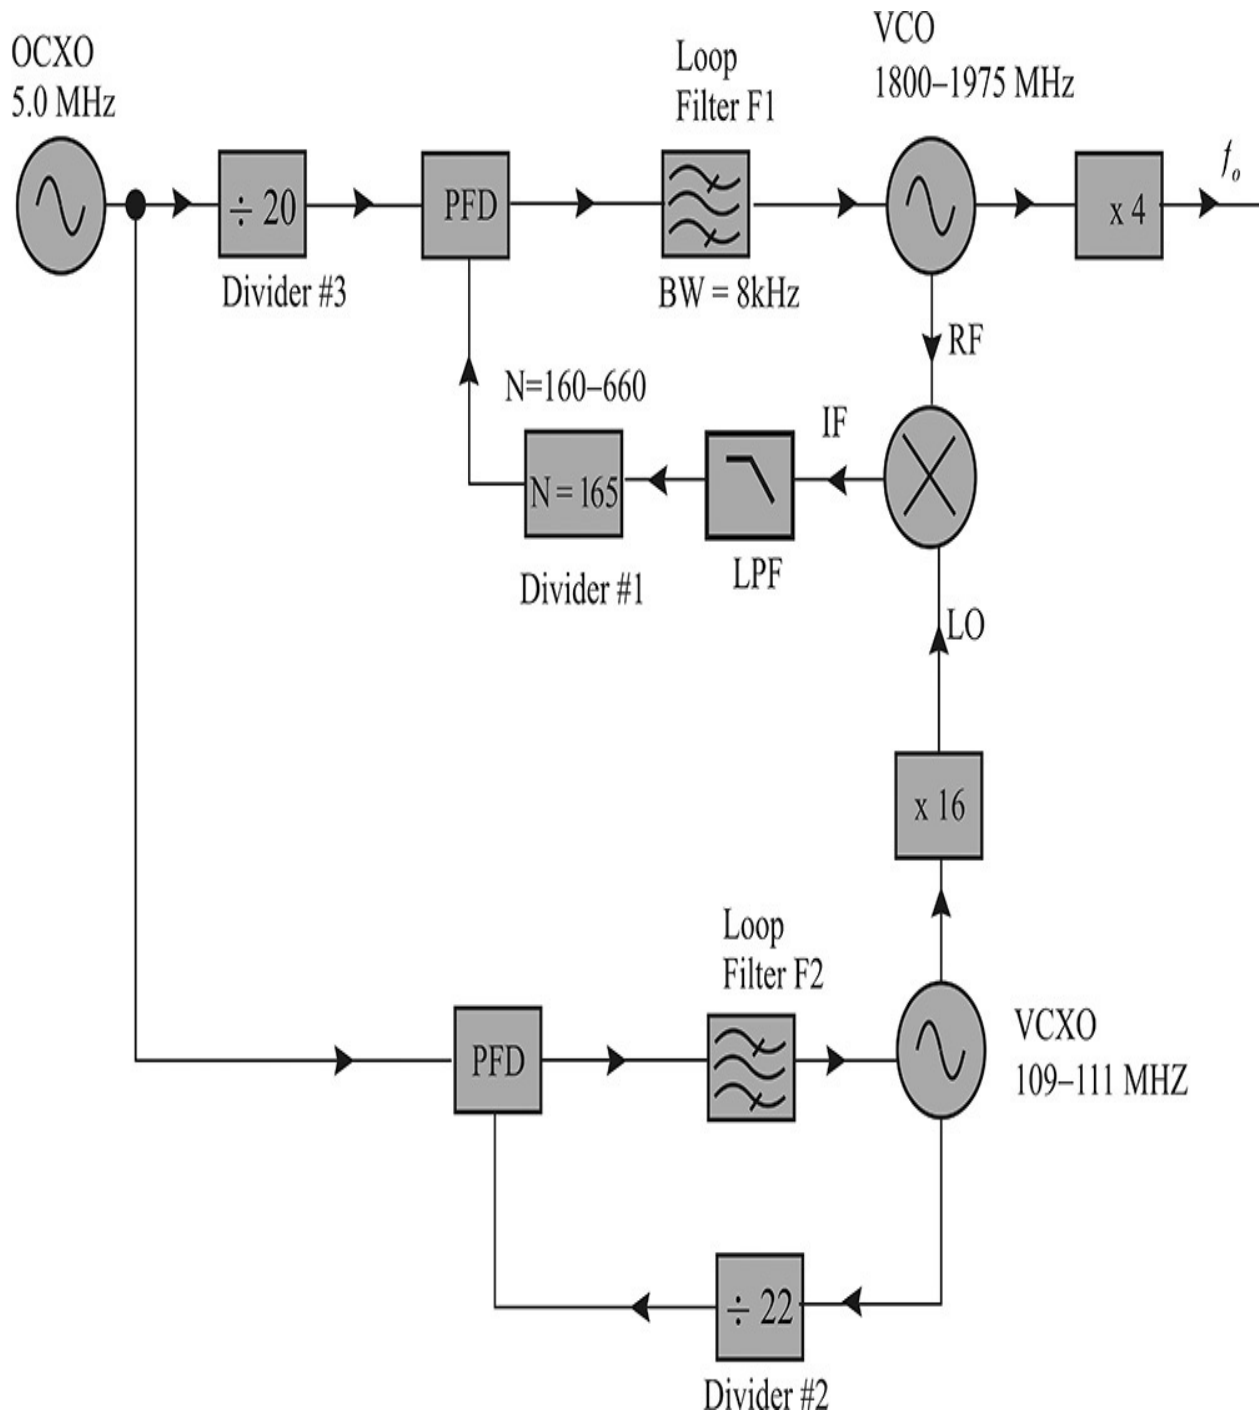 OCXO
5.0 MHz
Loop
Filter F1
VCO
1800–1975 MHz
÷ 20
PFD
x 4
fo
Divider #3
BW = 8kHz
RF
N=160–660
IF
N = 165
LPF
Divider #1
LO
x 16
Loop
Filter F2
PFD
VCXO
109–111 MHZ
÷ 22
Divider #2